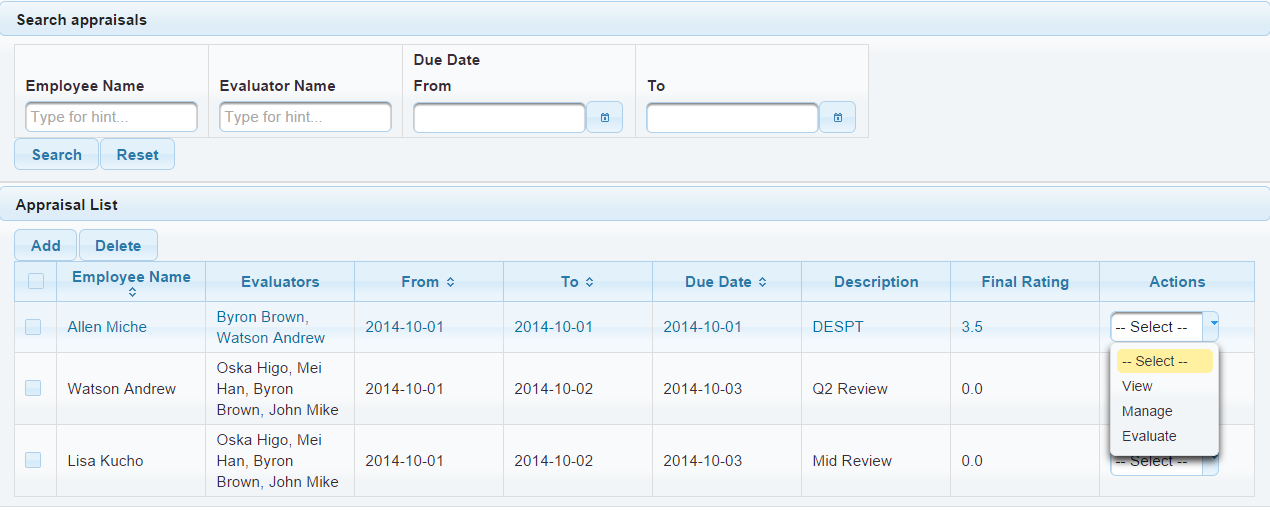 Search appraisals
Due Date
Employee Name Evaluator Name From To
Type for hint... Type for hint...
Search Reset
Appraisal List
Add Delete
Employee Name Evaluators From To Due Date Description Final Rating Actions
Allen Miche Byron Brown, Watson Andrew 2014-10-01 2014-10-01 2014-10-01 DESPT 3.5 -- Select --
-- Select --
View
Manage
Evaluate
Watson Andrew Oska Higo, Mei Han, Byron Brown, John Mike 2014-10-01 2014-10-02 2014-10-03 Q2 Review 0.0
Lisa Kucho Oska Higo, Mei Han, Byron Brown, John Mike 2014-10-01 2014-10-02 2014-10-03 Mid Review 0.0 -- Select --